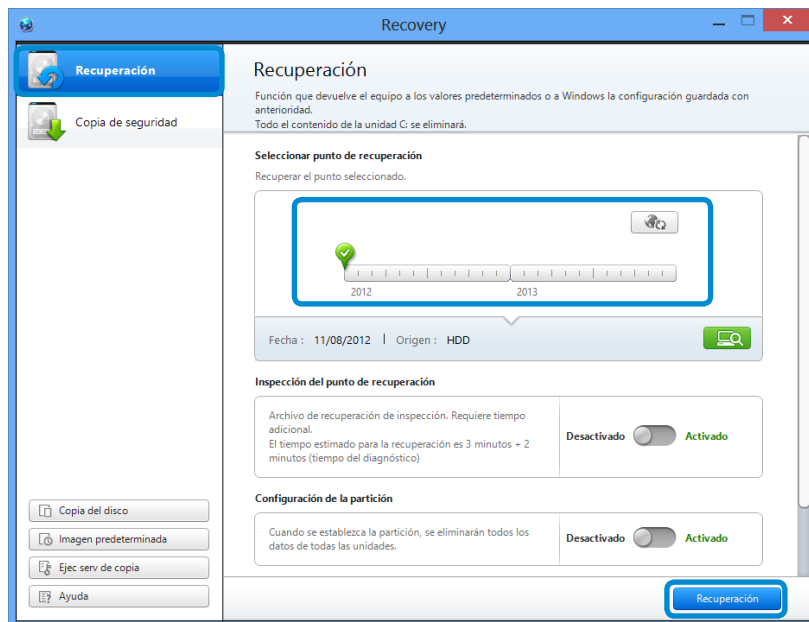 Recovery
Recuperación
Copia de seguridad
Copia del disco
Imagen predeterminada
Ejec serv de copia
Ayuda
Recuperación
Función que devuelve el equipo a los valores predeterminados o a Windows la configuración guardada con
anterioridad.
Todo el contenido de la unidad C: se eliminará.
Seleccionar punto de recuperación
Recuperar el punto seleccionado.
2012 2013
Fecha : 11/08/2012 | Origen : HDD
Inspección del punto de recuperación
Archivo de recuperación de inspección. Requiere tiempo
adicional.
El tiempo estimado para la recuperación es 3 minutos + 2
minutos (tiempo del diagnóstico)
Desactivado Activado
Configuración de la partición
Cuando se establezca la partición, se eliminarán todos los
datos de todas las unidades.
Desactivado Activado
Recuperación